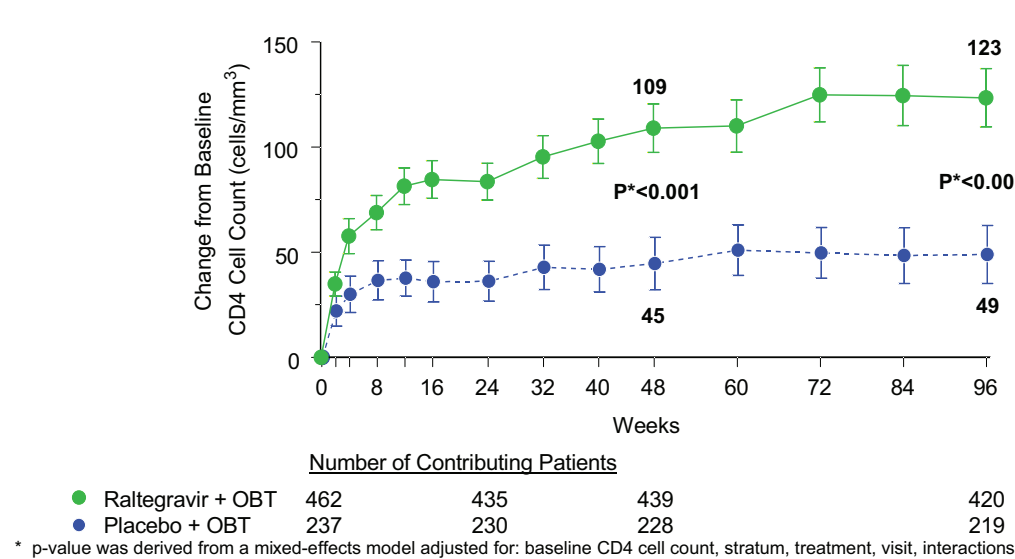 150
123
109
100
P*<0.001
P*<0.00
50
45
49
0
Change from Baseline
CD4 Cell Count (cells/mm³)
0 8 16 24 32 40 48 60 72 84 96
Weeks
Number of Contributing Patients
Raltegravir + OBT 462 435 439 420
Placebo + OBT 237 230 228 219
* p-value was derived from a mixed-effects model adjusted for: baseline CD4 cell count, stratum, treatment, visit, interactions